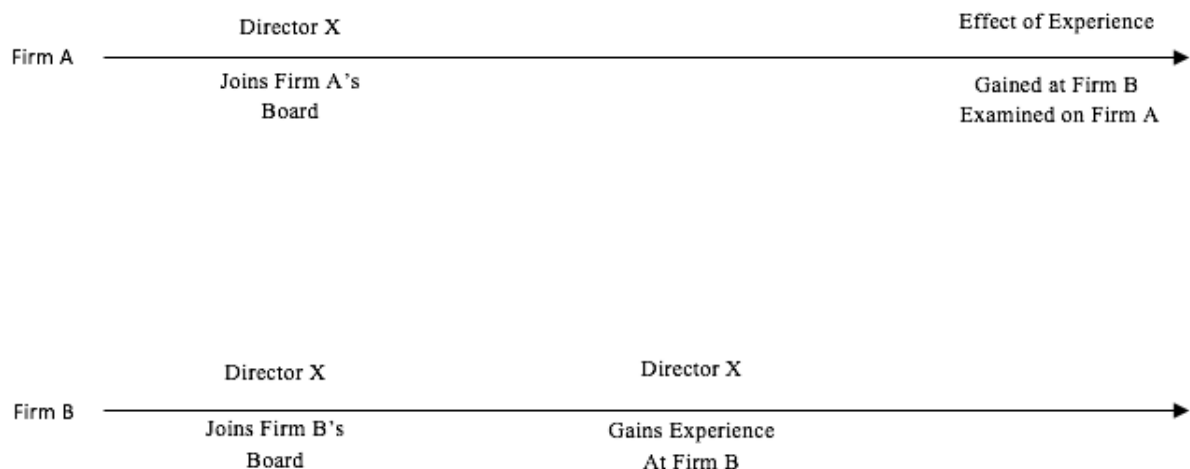 Director X
Effect of Experience
Firm A
Joins Firm A's
Board
Gained at Firm B
Examined on Firm A
Director X
Director X
Firm B
Joins Firm B's
Board
Gains Experience
At Firm B